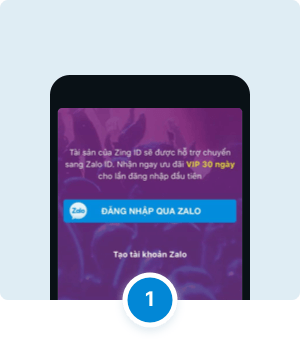 Tài sản của Zing ID sẽ được hỗ trợ chuyển
sang Zalo ID. Nhận ngay ưu đãi VIP 30 ngày
cho lần đăng nhập đầu tiên
Zalo ĐĂNG NHẬP QUA ZALO
Tạo tài khoản Zalo
1